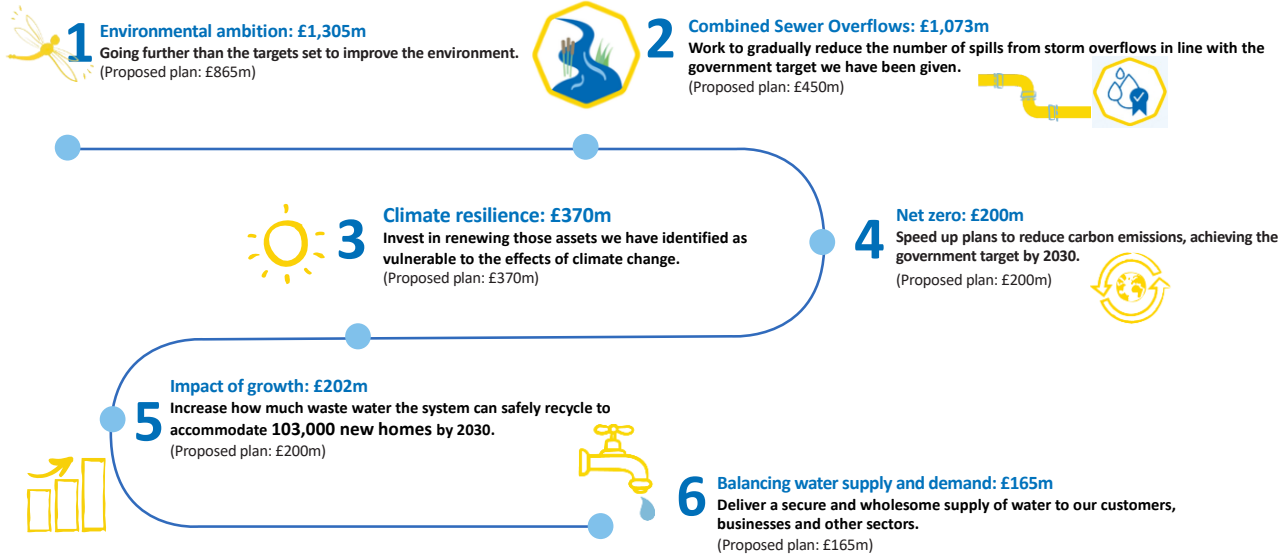 1
Environmental ambition: £1,305m
Going further than the targets set to improve the environment.
(Proposed plan: £865m)
2
Combined Sewer Overflows: £1,073m
Work to gradually reduce the number of spills from storm overflows in line with the
government target we have been given.
(Proposed plan: £450m)
3
Climate resilience: £370m
Invest in renewing those assets we have identified as
vulnerable to the effects of climate change.
(Proposed plan: £370m)
4
Net zero: £200m
Speed up plans to reduce carbon emissions, achieving the
government target by 2030.
(Proposed plan: £200m)
5
Impact of growth: £202m
Increase how much waste water the system can safely recycle to
accommodate 103,000 new homes by 2030.
(Proposed plan: £200m)
6
Balancing water supply and demand: £165m
Deliver a secure and wholesome supply of water to our customers,
businesses and other sectors.
(Proposed plan: £165m)